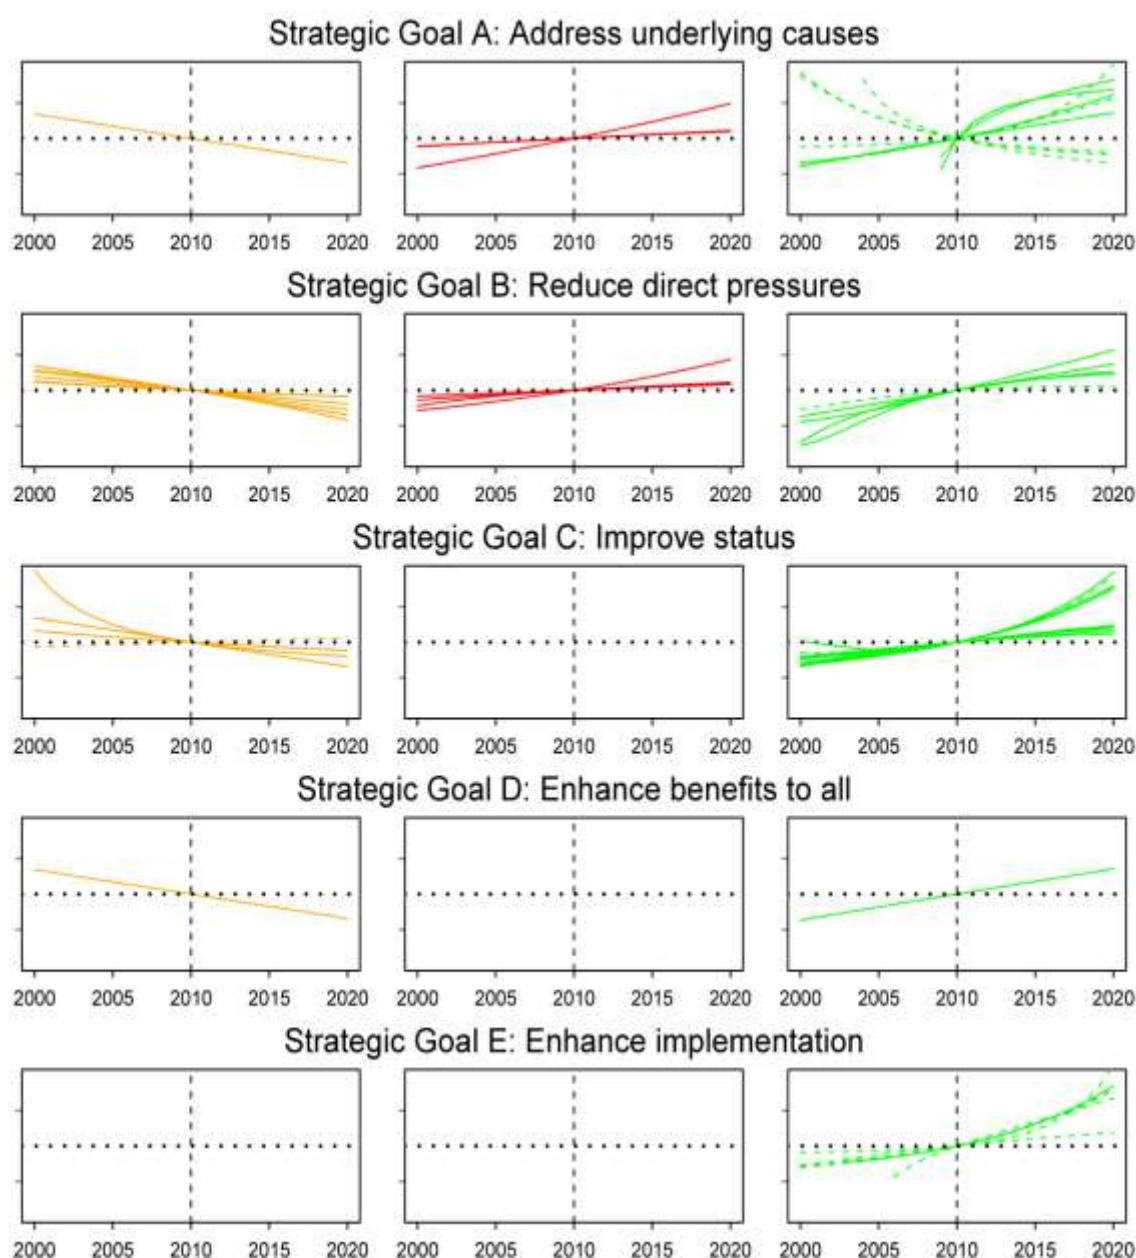 Strategic Goal A: Address underlying causes
2000 2005 2010 2015 2020 2000 2005 2010 2015 2020 2000 2005 2010 2015 2020
Strategic Goal B: Reduce direct pressures
2000 2005 2010 2015 2020 2000 2005 2010 2015 2020 2000 2005 2010 2015 2020
Strategic Goal C: Improve status
2000 2005 2010 2015 2020 2000 2005 2010 2015 2020 2000 2005 2010 2015 2020
Strategic Goal D: Enhance benefits to all
2000 2005 2010 2015 2020 2000 2005 2010 2015 2020 2000 2005 2010 2015 2020
Strategic Goal E: Enhance implementation
2000 2005 2010 2015 2020 2000 2005 2010 2015 2020 2000 2005 2010 2015 2020